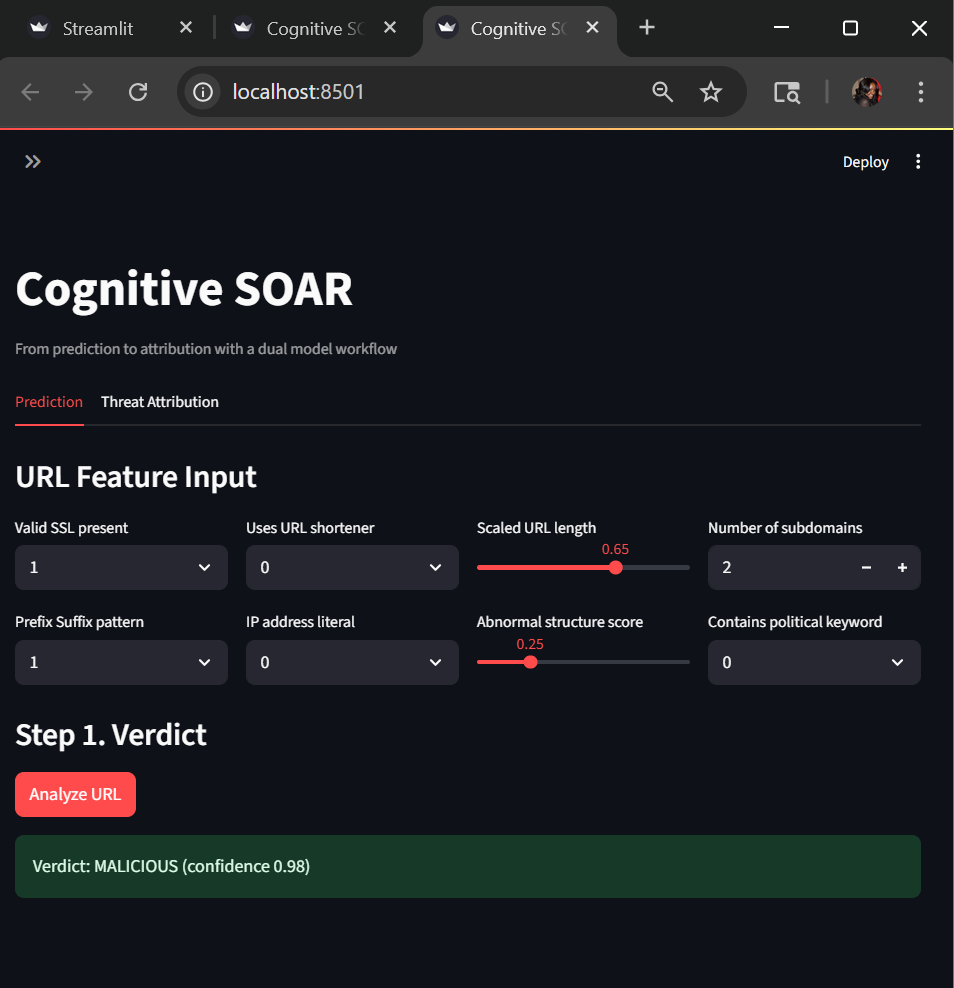 Streamlit
Cognitive SO
Cognitive SO
localhost:8501
Deploy
Cognitive SOAR
From prediction to attribution with a dual model workflow
Prediction
Threat Attribution
URL Feature Input
Valid SSL present
Uses URL shortener
Scaled URL length
Number of subdomains
1
0
0.65
2
Prefix Suffix pattern
IP address literal
Abnormal structure score
Contains political keyword
1
0
0.25
0
Step 1. Verdict
Analyze URL
Verdict: MALICIOUS (confidence 0.98)